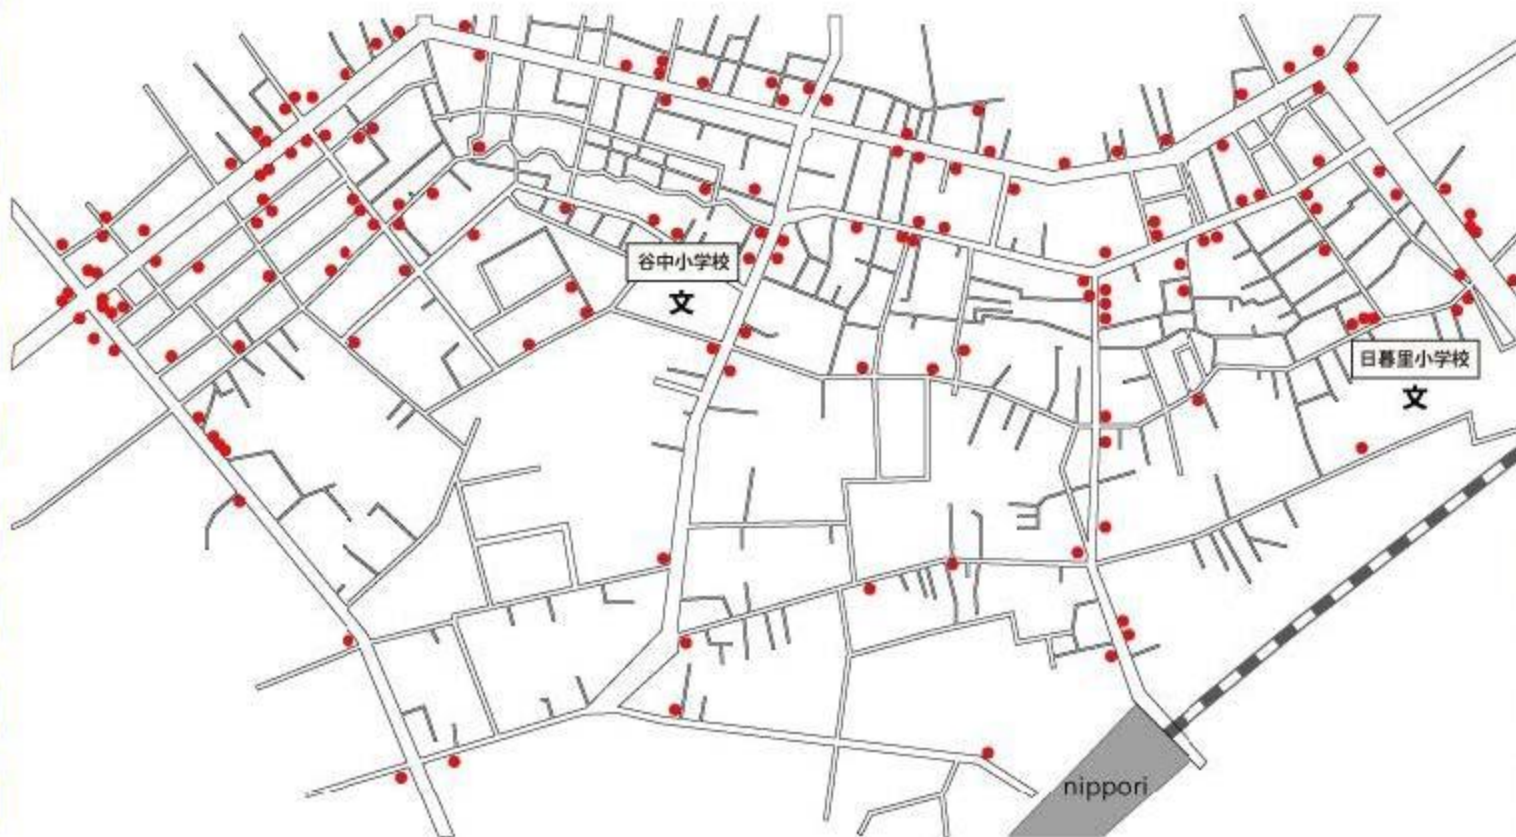 谷中小学校
文
日暮里小学校
文
nippori